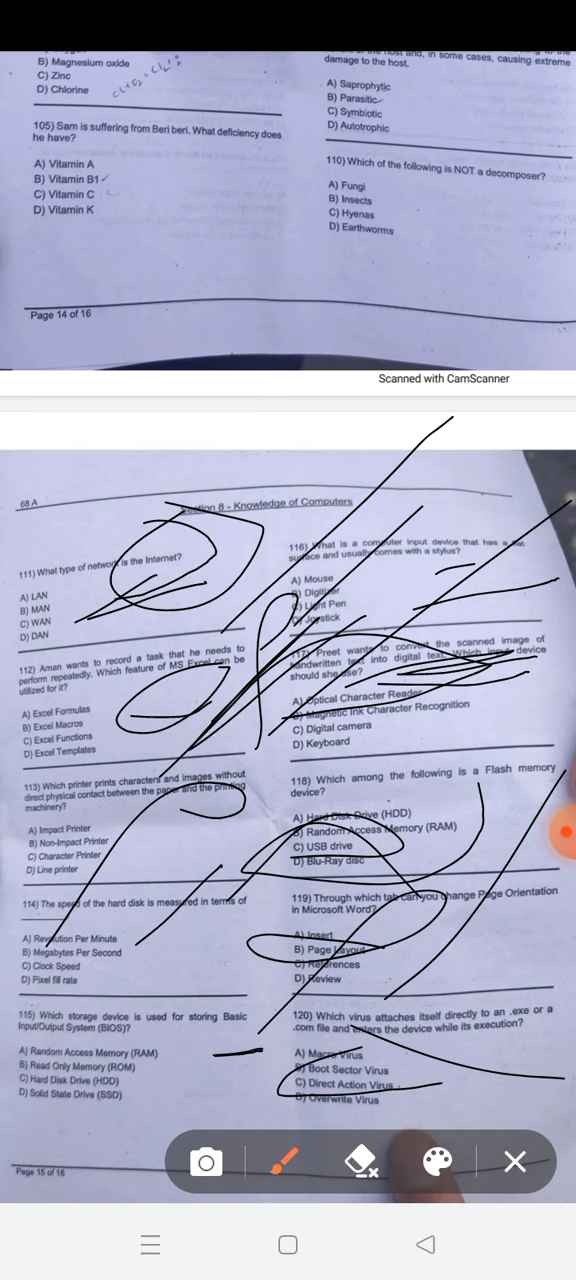 B) Magnesium oxide
C) Zinc
D) Chlorine
105) Sam is suffering from Beri beri. What deficiency does
he have?
A) Vitamin A
B) Vitamin B1
C) Vitamin C
D) Vitamin K
Page 14 of 16
host and, in some cases, causing extreme
damage to the host.
A) Saprophytic
B) Parasitic
C) Symbiotic
D) Autotrophic
110) Which of the following is NOT a decomposer?
A) Fungi
B) Insects
C) Hyenas
D) Earthworms
Scanned with CamScanner
68 A
Section 8 - Knowledge of Computers
111) What type of network is the Internet?
A) LAN
B) MAN
C) WAN
D) DAN
112) Aman wants to record a task that he needs to
perform repeatedly. Which feature of MS Excel can be
utilized for it?
A) Excel Formulas
B) Excel Macros
C) Excel Functions
D) Excel Templates
113) Which printer prints characters and images without
direct physical contact between the paper and the printing
machinery?
A) Impact Printer
B) Non-Impact Printer
C) Character Printer
D) Line printer
114) The speed of the hard disk is measured in terms of
A) Revolution Per Minute
B) Megabytes Per Second
C) Clock Speed
D) Pixel fill rate
115) Which storage device is used for storing Basic
Input/Output System (BIOS)?
A) Random Access Memory (RAM)
B) Read Only Memory (ROM)
C) Hard Disk Drive (HDD)
D) Solid State Drive (SSD)
116) What is a computer input device that has a flat
surface and usually comes with a stylus?
A) Mouse
B) Digitizer
C) Light Pen
D) Joystick
117) Preet wants to convert the scanned image of
handwritten text into digital text. Which input device
should she use?
A) Optical Character Reader
B) Magnetic Ink Character Recognition
C) Digital camera
D) Keyboard
118) Which among the following is a Flash memory
device?
A) Hard Disk Drive (HDD)
B) Random Access Memory (RAM)
C) USB drive
D) Blu-Ray disc
119) Through which tab can you change Page Orientation
in Microsoft Word?
A) Insert
B) Page Layout
C) References
D) Review
120) Which virus attaches itself directly to an .exe or a
.com file and enters the device while its execution?
A) Macro Virus
B) Boot Sector Virus
C) Direct Action Virus
D) Overwrite Virus
Page 15 of 16